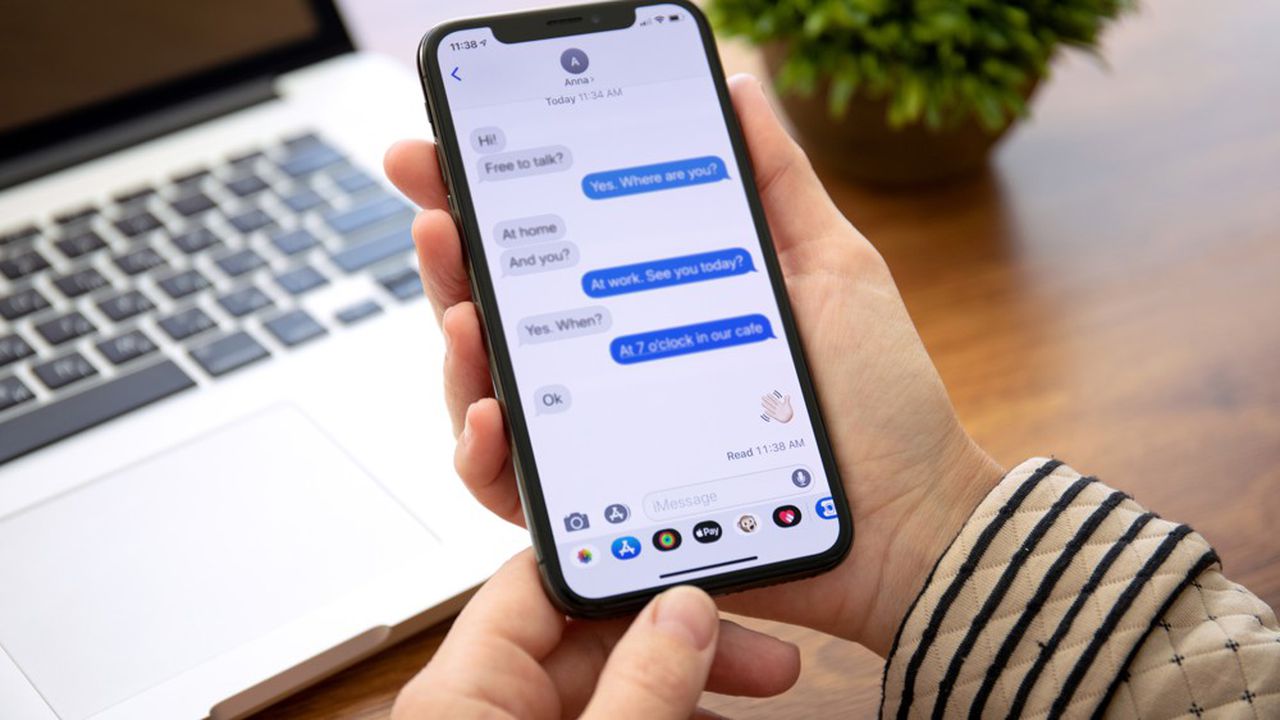 11:38
A
Anna
Today 11:34 AM
Hi!
Free to talk?
Yes. Where are you?
At home
And you?
At work. See you today?
Yes. When?
At 7 o'clock in our cafe
Ok
Read 11:38 AM
iMessage
Pay